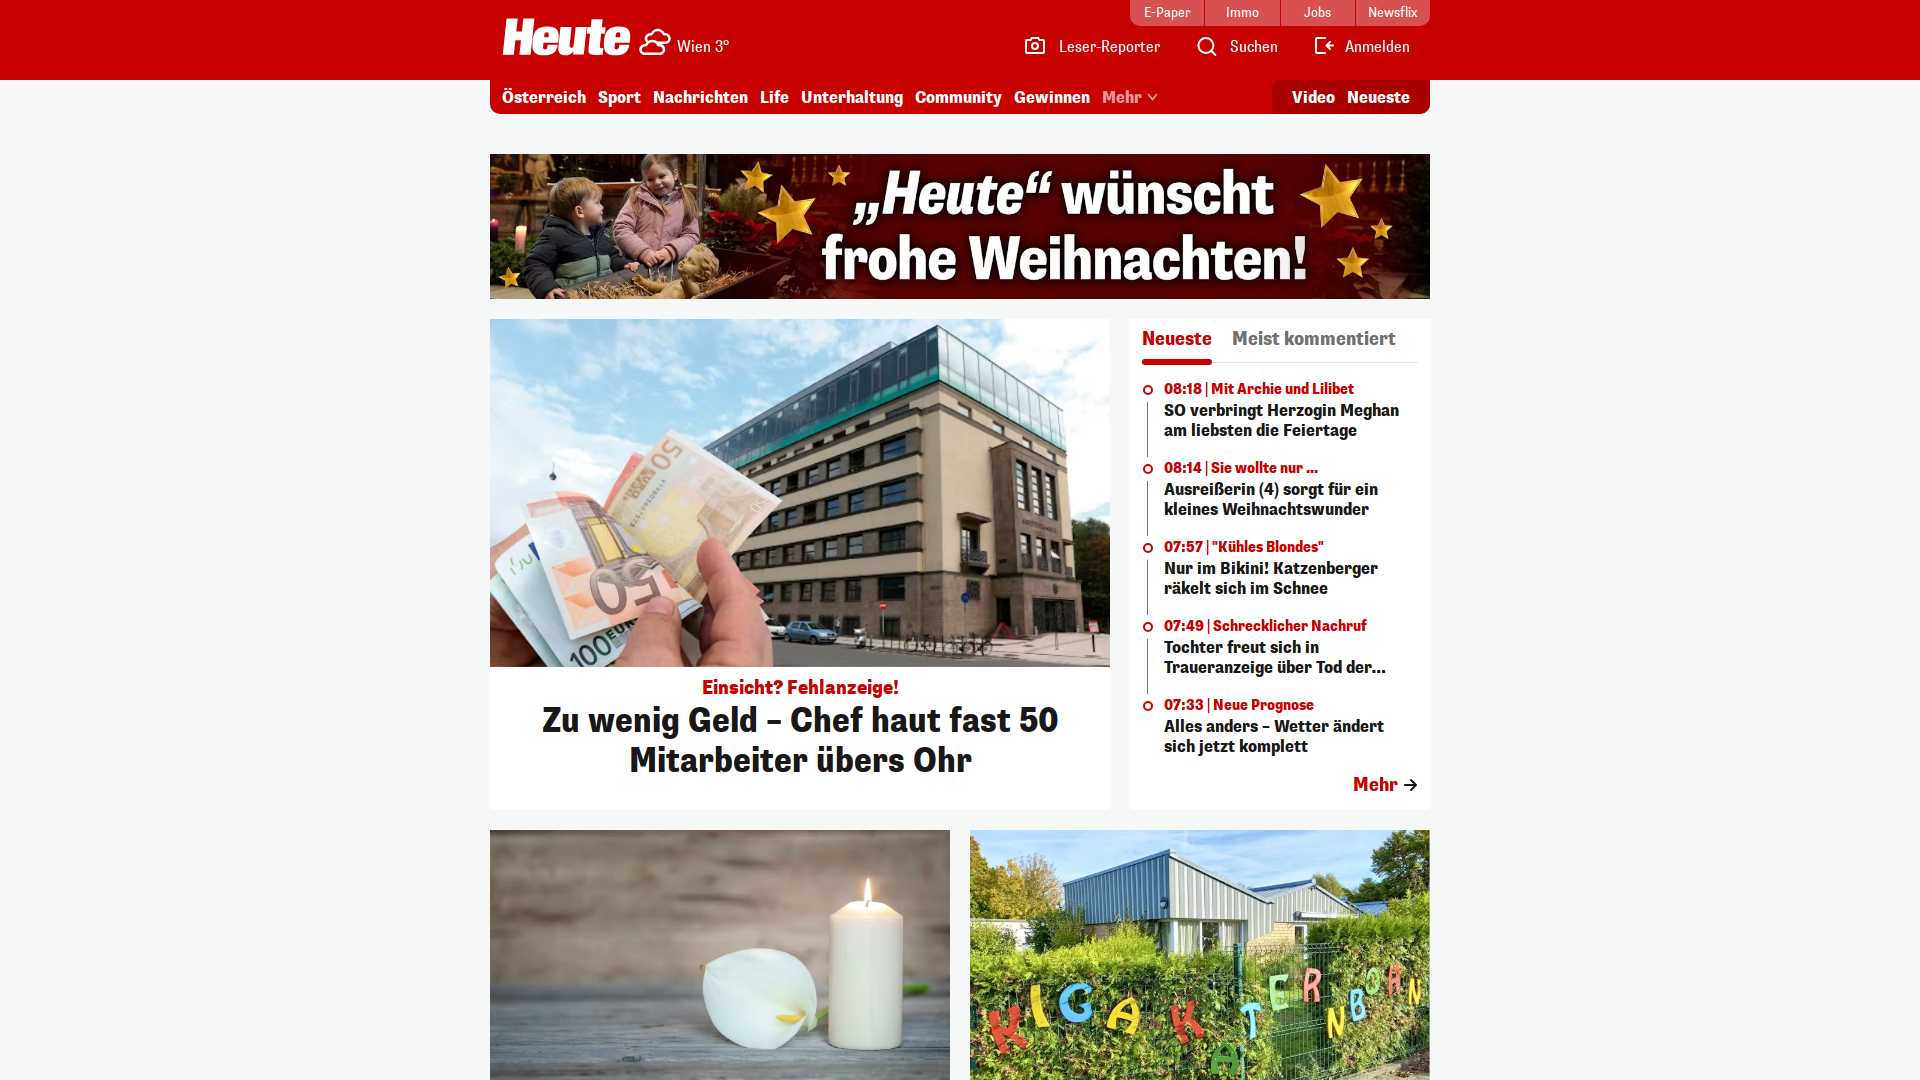 E-Paper
Immo
Jobs
Newsflix
Heute
Wien 3°
Leser-Reporter
Suchen
Anmelden
Österreich
Sport
Nachrichten
Life
Unterhaltung
Community
Gewinnen
Mehr
Video
Neueste
„Heute“ wünscht
frohe Weihnachten!
50
50
100 EURO
Einsicht? Fehlanzeige!
Zu wenig Geld – Chef haut fast 50
Mitarbeiter übers Ohr
Neueste
Meist kommentiert
08:18 | Mit Archie und Lilibet
SO verbringt Herzogin Meghan
am liebsten die Feiertage
08:14 | Sie wollte nur ...
Ausreißerin (4) sorgt für ein
kleines Weihnachtswunder
07:57 | "Kühles Blondes"
Nur im Bikini! Katzenberger
räkelt sich im Schnee
07:49 | Schrecklicher Nachruf
Tochter freut sich in
Traueranzeige über Tod der...
07:33 | Neue Prognose
Alles anders – Wetter ändert
sich jetzt komplett
Mehr
KIGA KATERNBORN